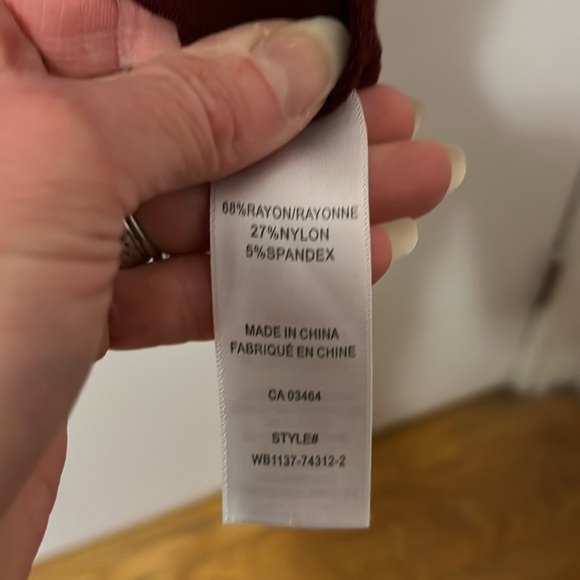 68%RAYON/RAYONNE
27%NYLON
5%SPANDEX
MADE IN CHINA
FABRIQUÉ EN CHINE
CA 03464
STYLE#
WB1137-74312-2